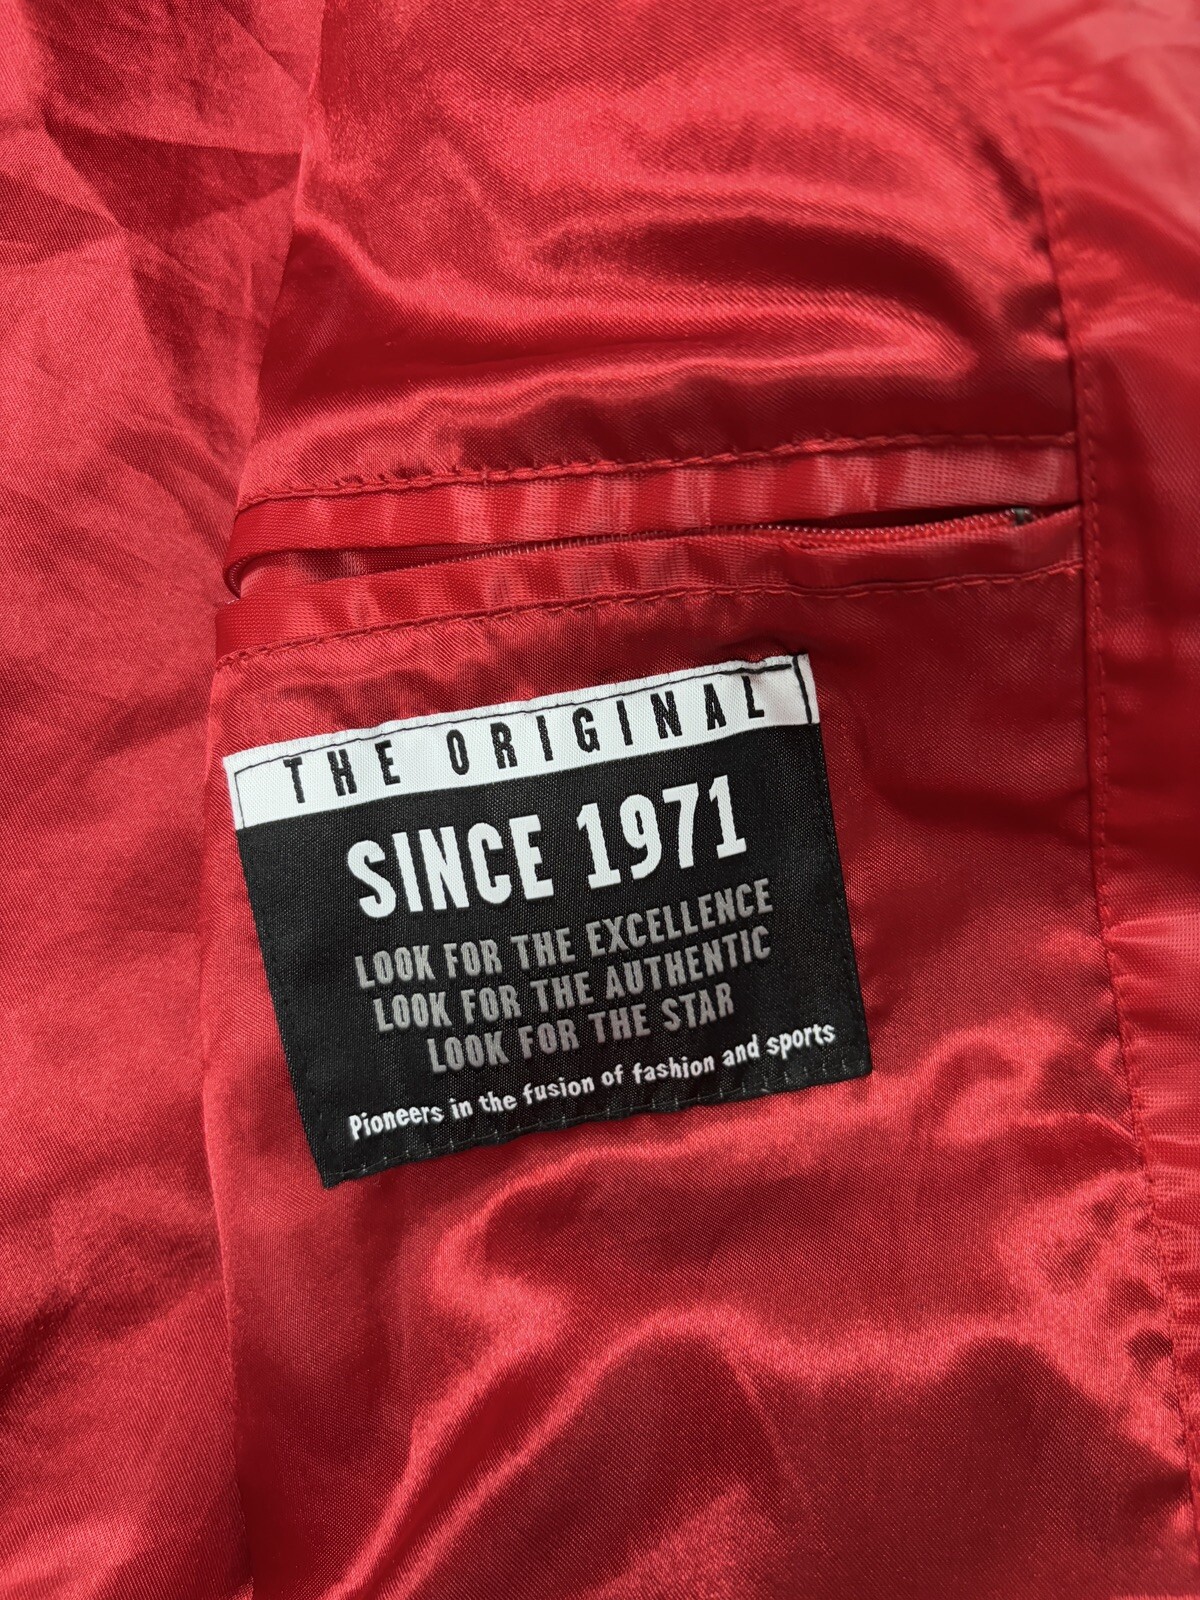 THE ORIGINAL
SINCE 1971
LOOK FOR THE EXCELLENCE
LOOK FOR THE AUTHENTIC
LOOK FOR THE STAR
Pioneers in the fusion of fashion and sports